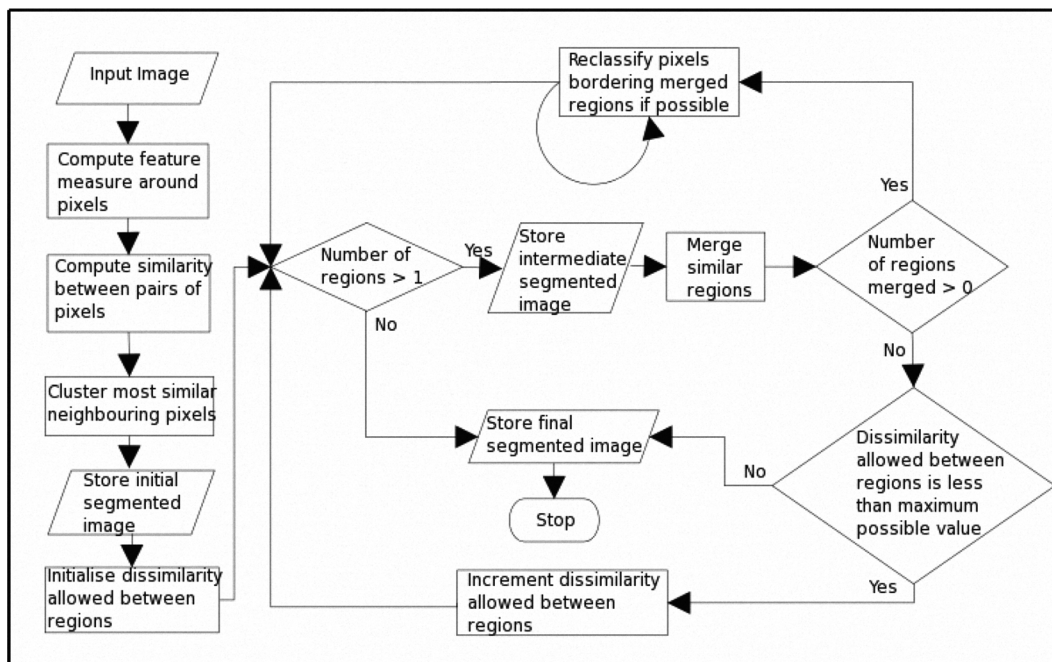 Input Image
Compute feature
measure around
pixels
Compute similarity
between pairs of
pixels
Cluster most similar
neighbouring pixels
Store initial
segmented
image
Initialise dissimilarity
allowed between
regions
Number of
regions > 1
Yes
No
Store
intermediate
segmented
image
Merge
similar
regions
Number
of regions
merged > 0
Yes
Reclassify pixels
bordering merged
regions if possible
No
Dissimilarity
allowed between
regions is less
than maximum
possible value
No
Store final
segmented image
Stop
Yes
Increment dissimilarity
allowed between
regions